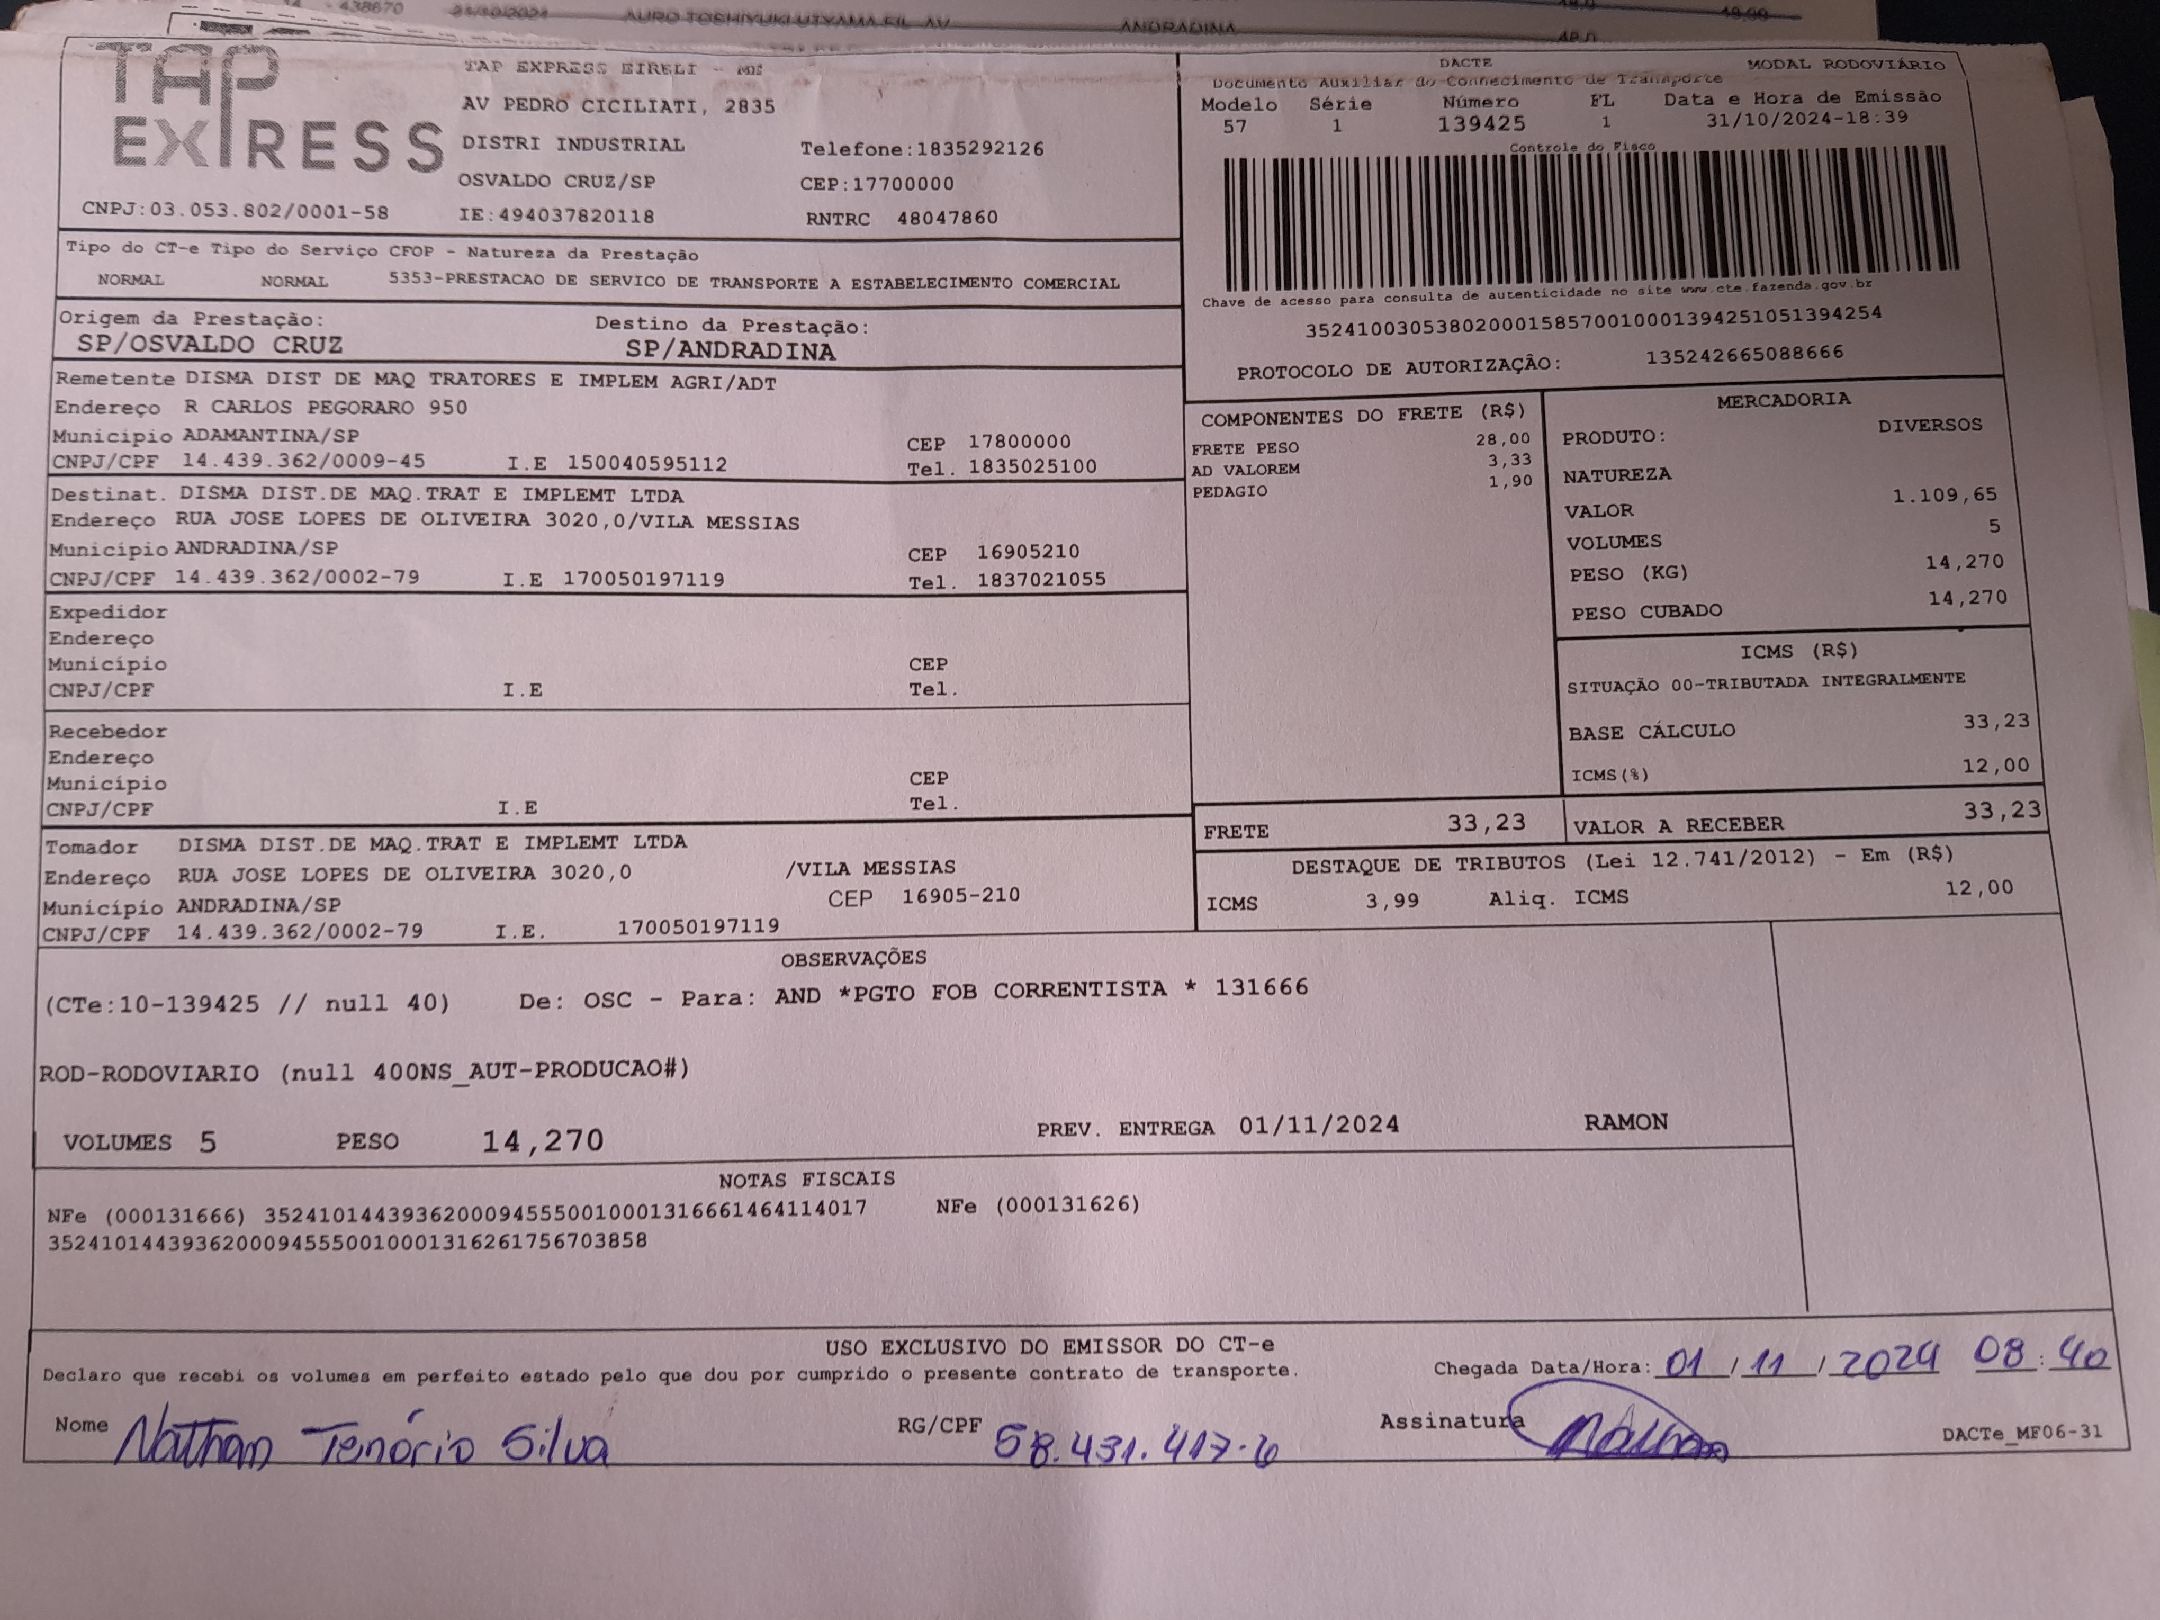 438670 AURO TOSHIYUKI UTYAMA FIL AV ANDRADINA
TAP EXPRESS
TAP EXPRESS EIRELI - ME
AV PEDRO CICILIATI, 2835
DISTRI INDUSTRIAL Telefone:1835292126
OSVALDO CRUZ/SP CEP:17700000
CNPJ:03.053.802/0001-58 IE:494037820118 RNTRC 48047860
DACTE MODAL RODOVIÁRIO
Documento Auxiliar do Conhecimento de Transporte
Modelo Série Número FL Data e Hora de Emissão
57 1 139425 1 31/10/2024-18:39
Controle do Fisco
Chave de acesso para consulta de autenticidade no site www.cte.fazenda.gov.br
35241003053802000158570010001394251051394254
PROTOCOLO DE AUTORIZAÇÃO: 135242665088666
Tipo do CT-e Tipo do Serviço CFOP - Natureza da Prestação
NORMAL NORMAL 5353-PRESTACAO DE SERVICO DE TRANSPORTE A ESTABELECIMENTO COMERCIAL
Origem da Prestação: Destino da Prestação:
SP/OSVALDO CRUZ SP/ANDRADINA
Remetente DISMA DIST DE MAQ TRATORES E IMPLEM AGRI/ADT
Endereço R CARLOS PEGORARO 950
Município ADAMANTINA/SP CEP 17800000
CNPJ/CPF 14.439.362/0009-45 I.E 150040595112 Tel. 1835025100
Destinat. DISMA DIST.DE MAQ.TRAT E IMPLEMT LTDA
Endereço RUA JOSE LOPES DE OLIVEIRA 3020,0/VILA MESSIAS
Município ANDRADINA/SP CEP 16905210
CNPJ/CPF 14.439.362/0002-79 I.E 170050197119 Tel. 1837021055
Expedidor
Endereço
Município CEP
CNPJ/CPF I.E Tel.
Recebedor
Endereço
Município CEP
CNPJ/CPF I.E Tel.
Tomador DISMA DIST.DE MAQ.TRAT E IMPLEMT LTDA
Endereço RUA JOSE LOPES DE OLIVEIRA 3020,0 /VILA MESSIAS
Município ANDRADINA/SP CEP 16905-210
CNPJ/CPF 14.439.362/0002-79 I.E. 170050197119
COMPONENTES DO FRETE (R$)
FRETE PESO 28,00
AD VALOREM 3,33
PEDAGIO 1,90
MERCADORIA
PRODUTO: DIVERSOS
NATUREZA
VALOR 1.109,65
VOLUMES 5
PESO (KG) 14,270
PESO CUBADO 14,270
ICMS (R$)
SITUAÇÃO 00-TRIBUTADA INTEGRALMENTE
BASE CÁLCULO 33,23
ICMS(%) 12,00
FRETE 33,23 VALOR A RECEBER 33,23
DESTAQUE DE TRIBUTOS (Lei 12.741/2012) - Em (R$)
ICMS 3,99 Aliq. ICMS 12,00
OBSERVAÇÕES
(CTe:10-139425 // null 40) De: OSC - Para: AND *PGTO FOB CORRENTISTA * 131666
ROD-RODOVIARIO (null 400NS_AUT-PRODUCAO#)
VOLUMES 5 PESO 14,270 PREV. ENTREGA 01/11/2024 RAMON
NOTAS FISCAIS
NFe (000131666) 35241014439362000945550010001316661464114017 NFe (000131626)
35241014439362000945550010001316261756703858
USO EXCLUSIVO DO EMISSOR DO CT-e
Declaro que recebi os volumes em perfeito estado pelo que dou por cumprido o presente contrato de transporte. Chegada Data/Hora: 01/11/2024 08:40
Nome Nathan Tenório Silva RG/CPF 58.431.417-6 Assinatura Nathan DACTe_MF06-31